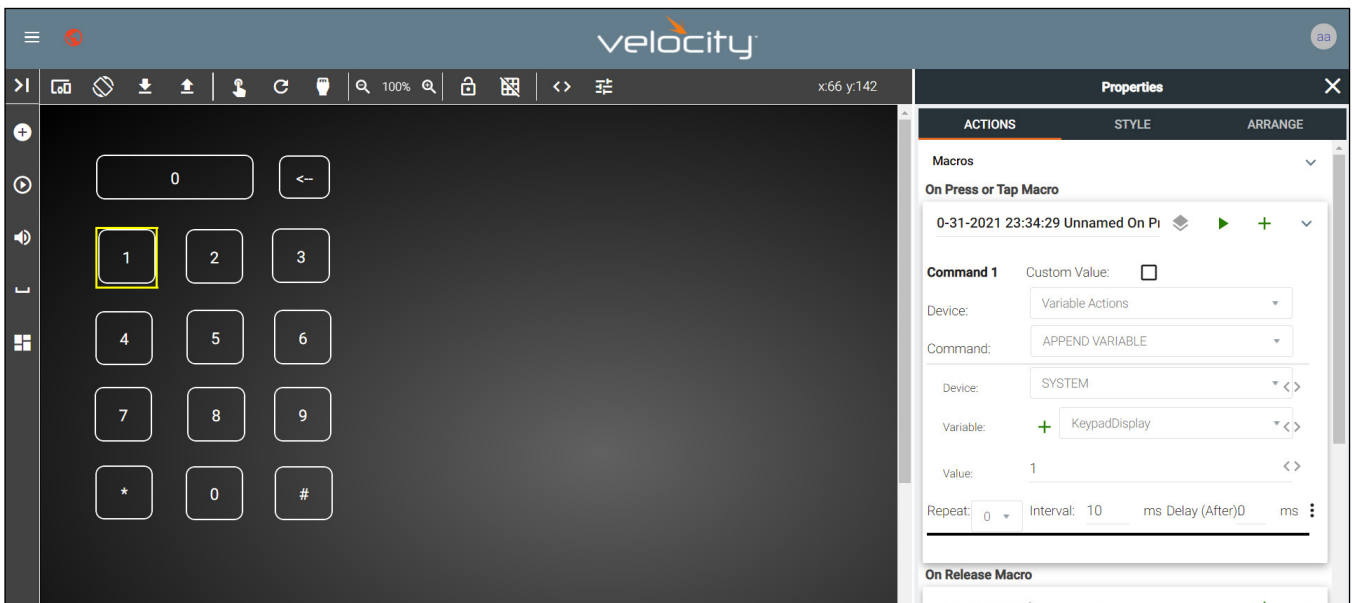 velocity
aa
100%
x:66 y:142
Properties
ACTIONS STYLE ARRANGE
Macros
On Press or Tap Macro
0-31-2021 23:34:29 Unnamed On P
Command 1 Custom Value:
Device: Variable Actions
Command: APPEND VARIABLE
Device: SYSTEM < >
Variable: + KeypadDisplay < >
Value: 1 < >
Repeat: 0 Interval: 10 ms Delay (After) 0 ms
On Release Macro
0 <--
1 2 3
4 5 6
7 8 9
* 0 #